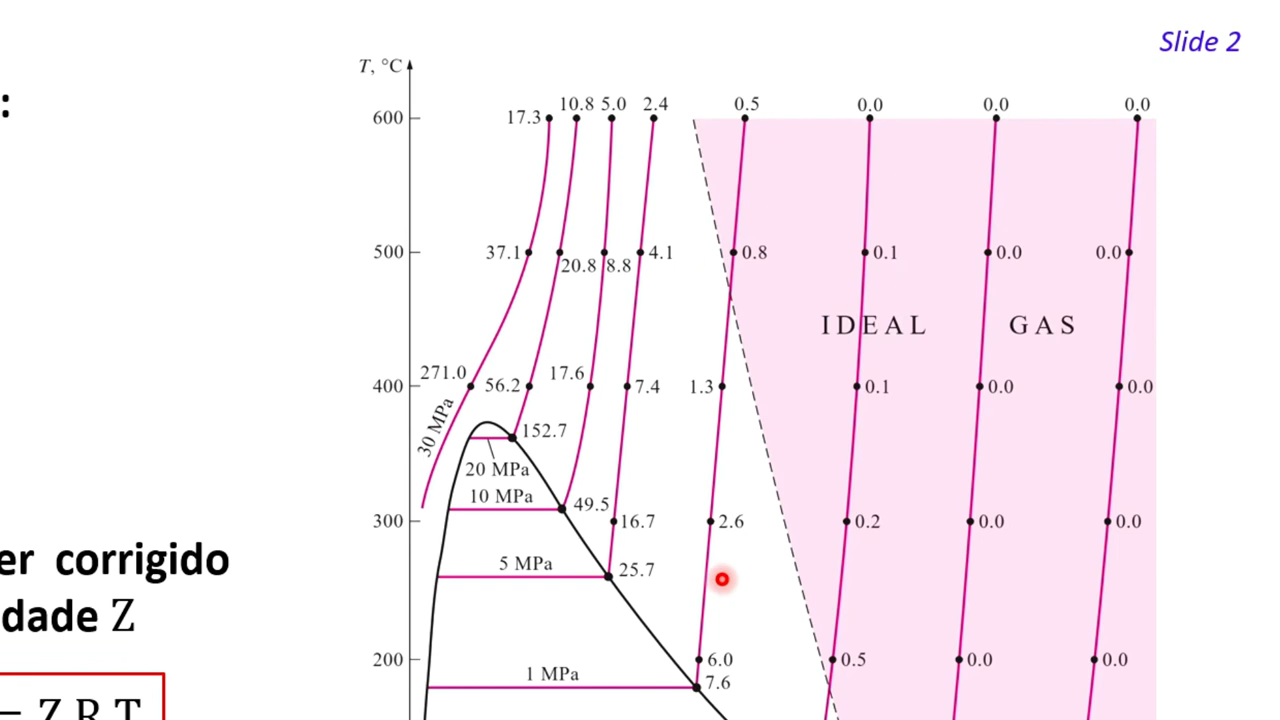 Slide 2
:
T, °C
10.8 5.0 2.4 0.5 0.0 0.0 0.0
600 17.3
500 37.1 20.8 8.8 4.1 0.8 0.1 0.0 0.0
IDEAL GAS
400 271.0 56.2 17.6 7.4 1.3 0.1 0.0 0.0
30 MPa
152.7
20 MPa
10 MPa 49.5
300 16.7 2.6 0.2 0.0 0.0
er corrigido
5 MPa 25.7
dade Z
200 6.0 0.5 0.0 0.0
1 MPa 7.6
= Z R T